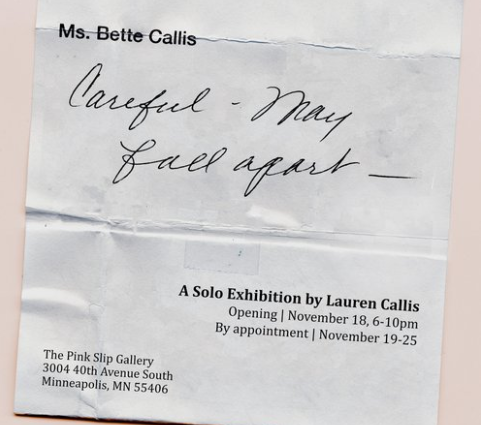 Ms. Bette Callis
Careful - May
fall apart —
A Solo Exhibition by Lauren Callis
Opening | November 18, 6-10pm
By appointment | November 19-25
The Pink Slip Gallery
3004 40th Avenue South
Minneapolis, MN 55406